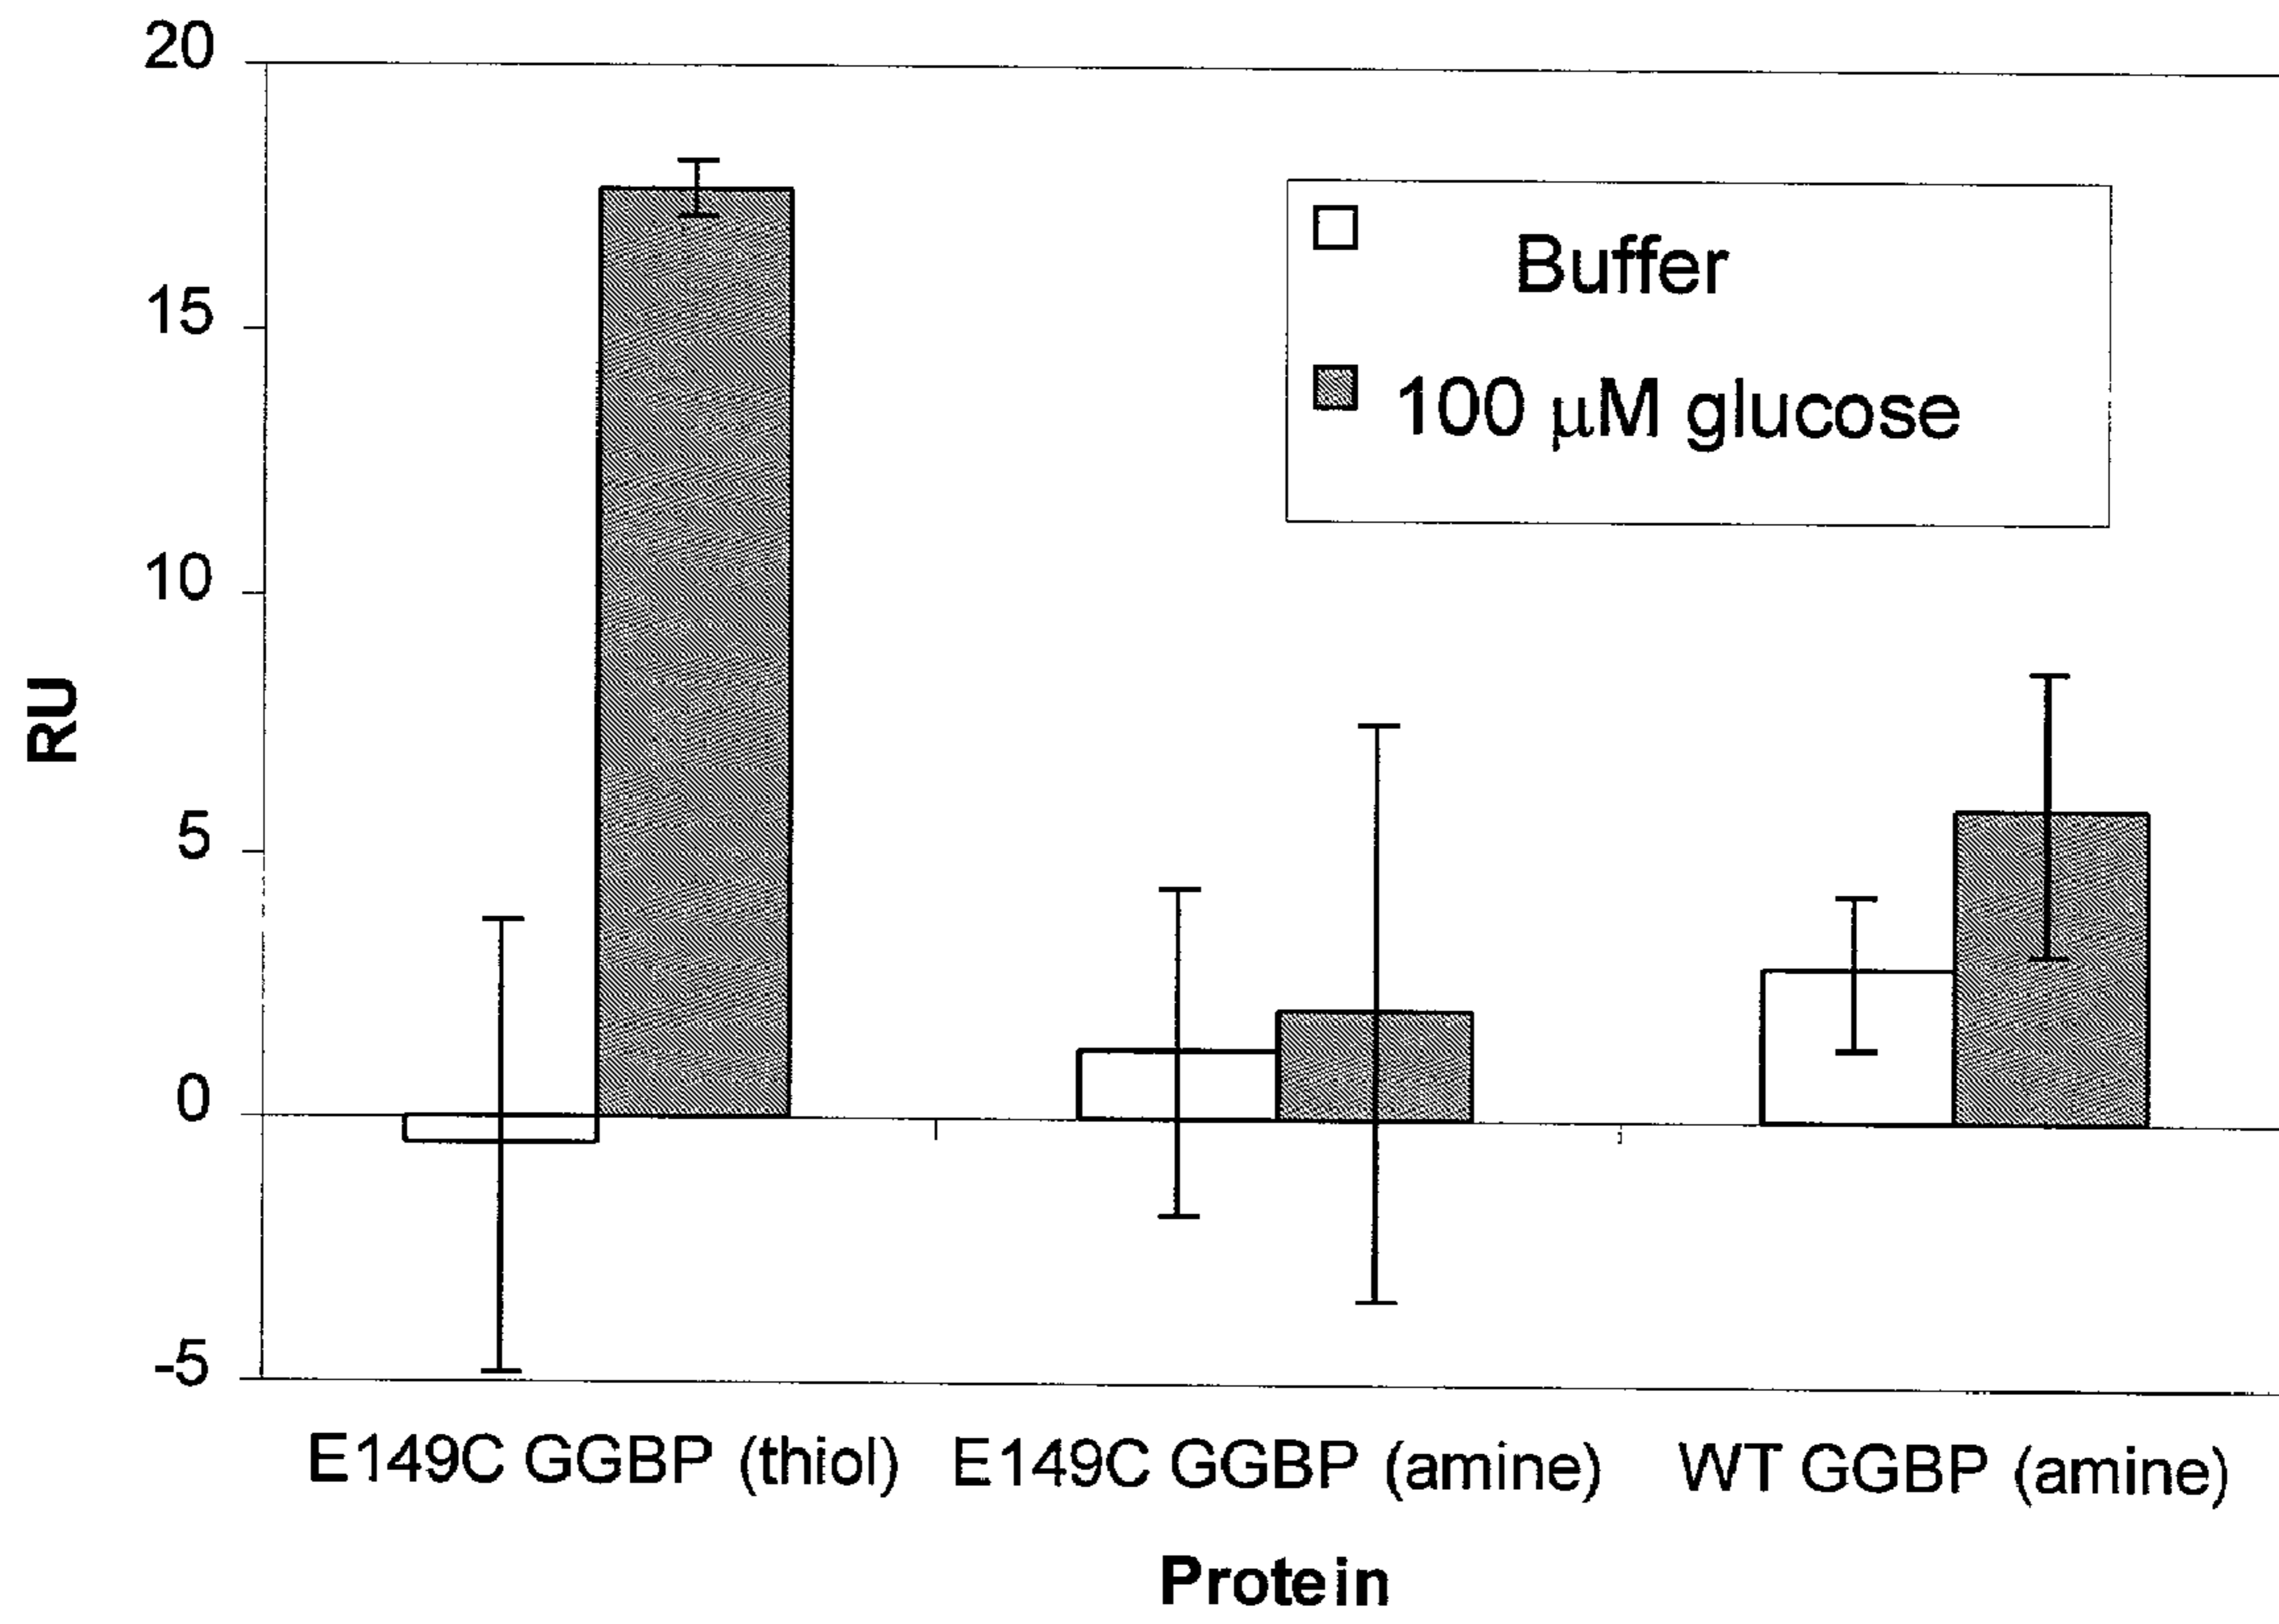 20
15
10
5
0
-5
RU
Buffer
100 μM glucose
E149C GGBP (thiol)
E149C GGBP (amine)
WT GGBP (amine)
Protein